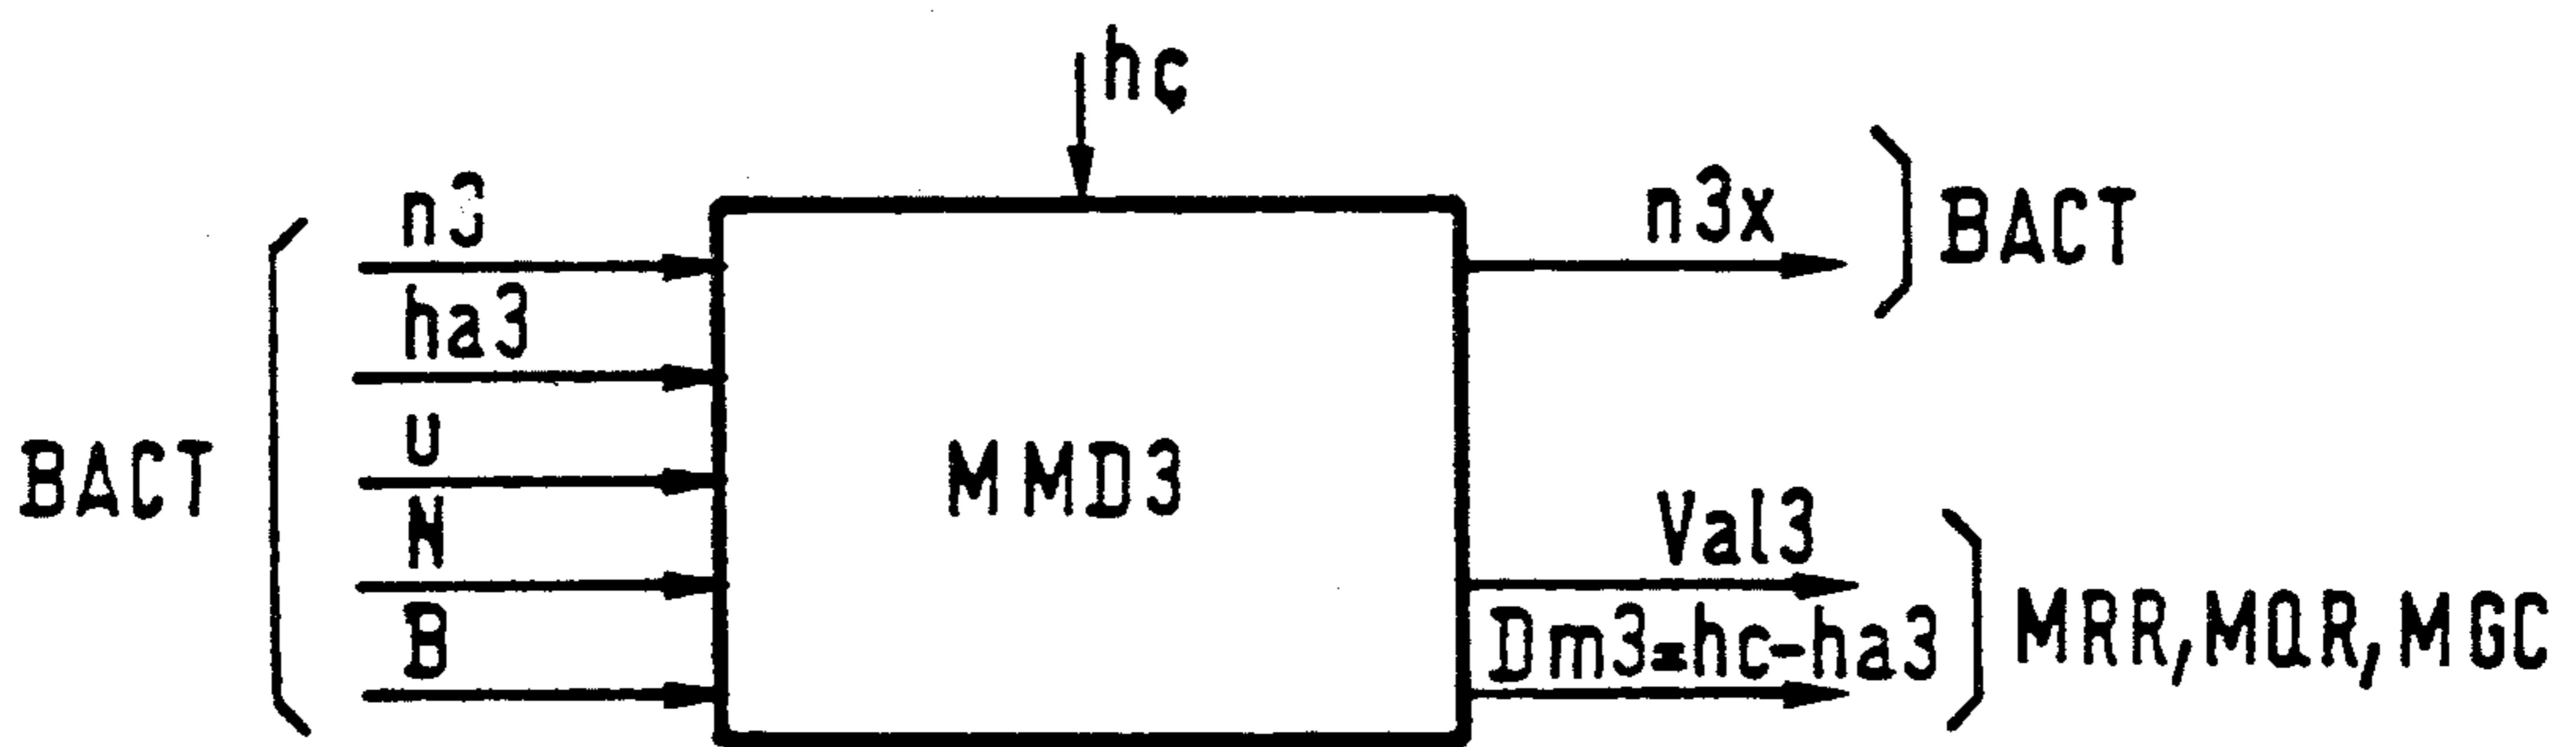 hc
n3
n3x
BACT
ha3
u
BACT
MMD3
N
Val3
B
Dm3=hc-ha3
MRR,MQR,MGC